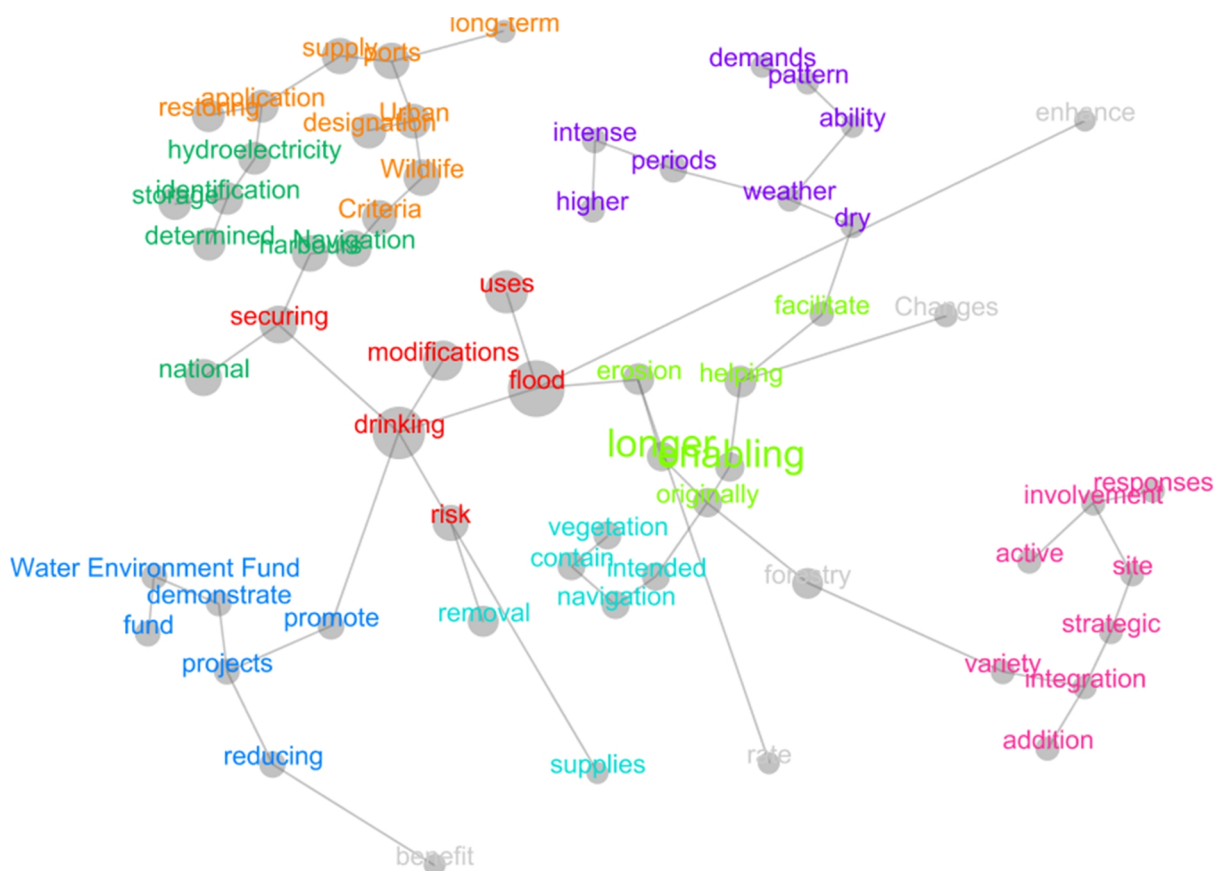 long-term
supply
ports
demands
pattern
restoring
application
Urban
designation
ability
enhance
intense
hydroelectricity
periods
Wildlife
identification
storage
higher
weather
Criteria
dry
determined
harbours
Navigation
uses
facilitate
Changes
securing
modifications
national
flood
erosion
helping
drinking
longer
enabling
responses
involvement
originally
risk
vegetation
contain
intended
active
site
Water Environment Fund
forestry
demonstrate
navigation
fund
promote
removal
strategic
projects
variety
integration
addition
reducing
supplies
rate
benefit